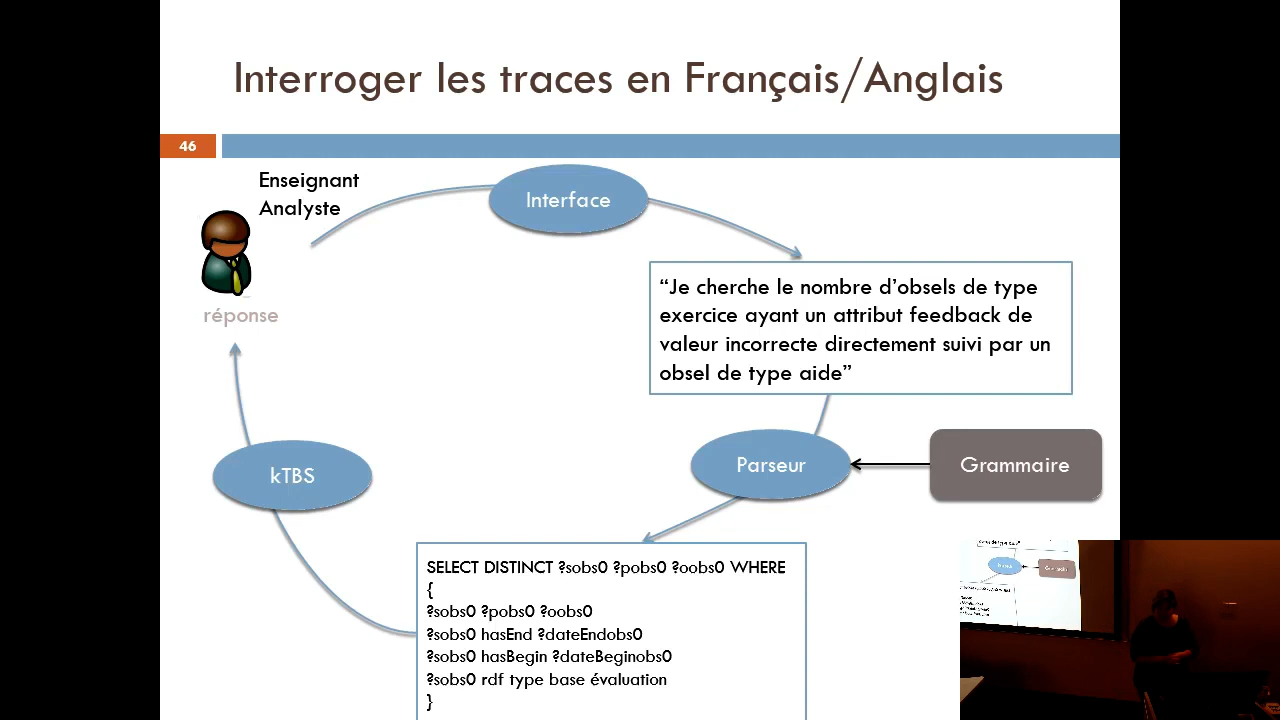 Interroger les traces en Français/Anglais
46
Enseignant
Analyste
Interface
“Je cherche le nombre d’obsels de type
exercice ayant un attribut feedback de
valeur incorrecte directement suivi par un
obsel de type aide”
réponse
kTBS
Parseur
Grammaire
SELECT DISTINCT ?sobs0 ?pobs0 ?oobs0 WHERE
{
?sobs0 ?pobs0 ?oobs0
?sobs0 hasEnd ?dateEndobs0
?sobs0 hasBegin ?dateBeginobs0
?sobs0 rdf type base évaluation
}